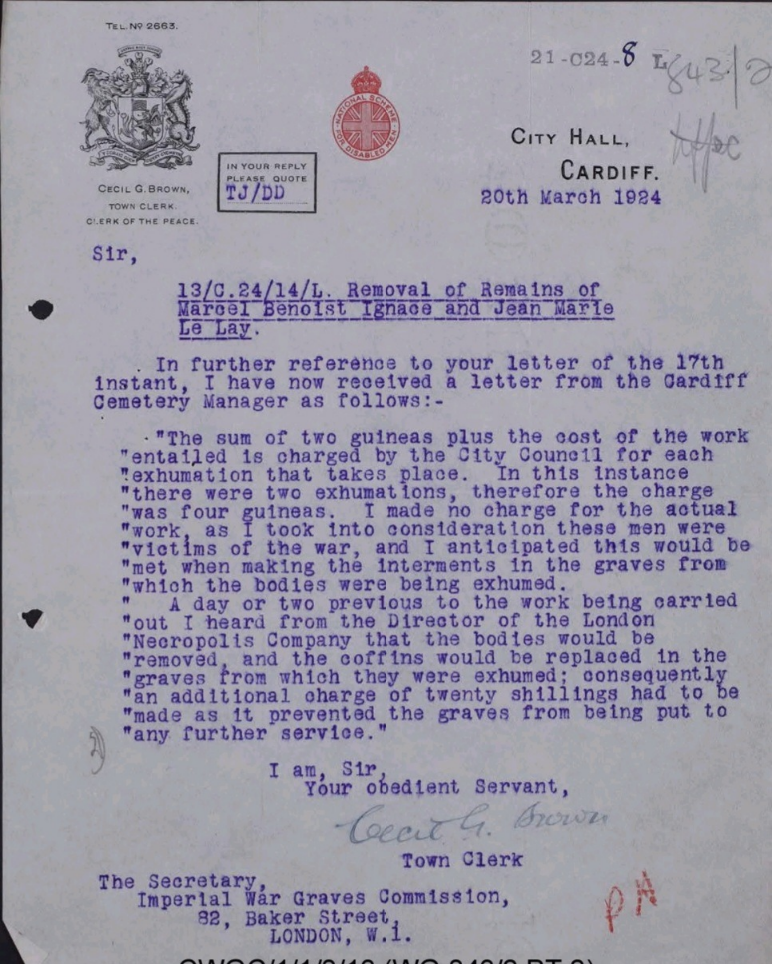 TEL. Nº 2663.
21-C24-8 L
843/2
NATIONAL SCHEME
FOR DISABLED MEN
CITY HALL,
CARDIFF.
20th March 1924
IN YOUR REPLY
PLEASE QUOTE
TJ/DD
CECIL G. BROWN,
TOWN CLERK.
CLERK OF THE PEACE.
Sir,
13/C.24/14/L. Removal of Remains of
Marcel Benoist Ignace and Jean Marie
Le Lay.
In further reference to your letter of the 17th
instant, I have now received a letter from the Cardiff
Cemetery Manager as follows:-
"The sum of two guineas plus the cost of the work
"entailed is charged by the City Council for each
"exhumation that takes place. In this instance
"there were two exhumations, therefore the charge
"was four guineas. I made no charge for the actual
"work, as I took into consideration these men were
"victims of the war, and I anticipated this would be
"met when making the interments in the graves from
"which the bodies were being exhumed.
" A day or two previous to the work being carried
"out I heard from the Director of the London
"Necropolis Company that the bodies would be
"removed, and the coffins would be replaced in the
"graves from which they were exhumed; consequently
"an additional charge of twenty shillings had to be
"made as it prevented the graves from being put to
"any further service."
I am, Sir,
Your obedient Servant,
Cecil G. Brown
Town Clerk
The Secretary,
Imperial War Graves Commission,
82, Baker Street,
LONDON, W.1.
PA